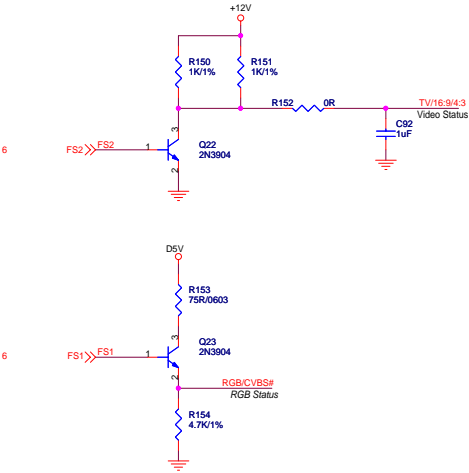 +12V
R150
1K/1%
R151
1K/1%
R152 0R
TV/16:9/4:3
Video Status
C92
1uF
3
Q22
2N3904
6 FS2 FS2 1
2
D5V
R153
75R/0603
3
Q23
2N3904
6 FS1 FS1 1
2
RGB/CVBS#
RGB Status
R154
4.7K/1%